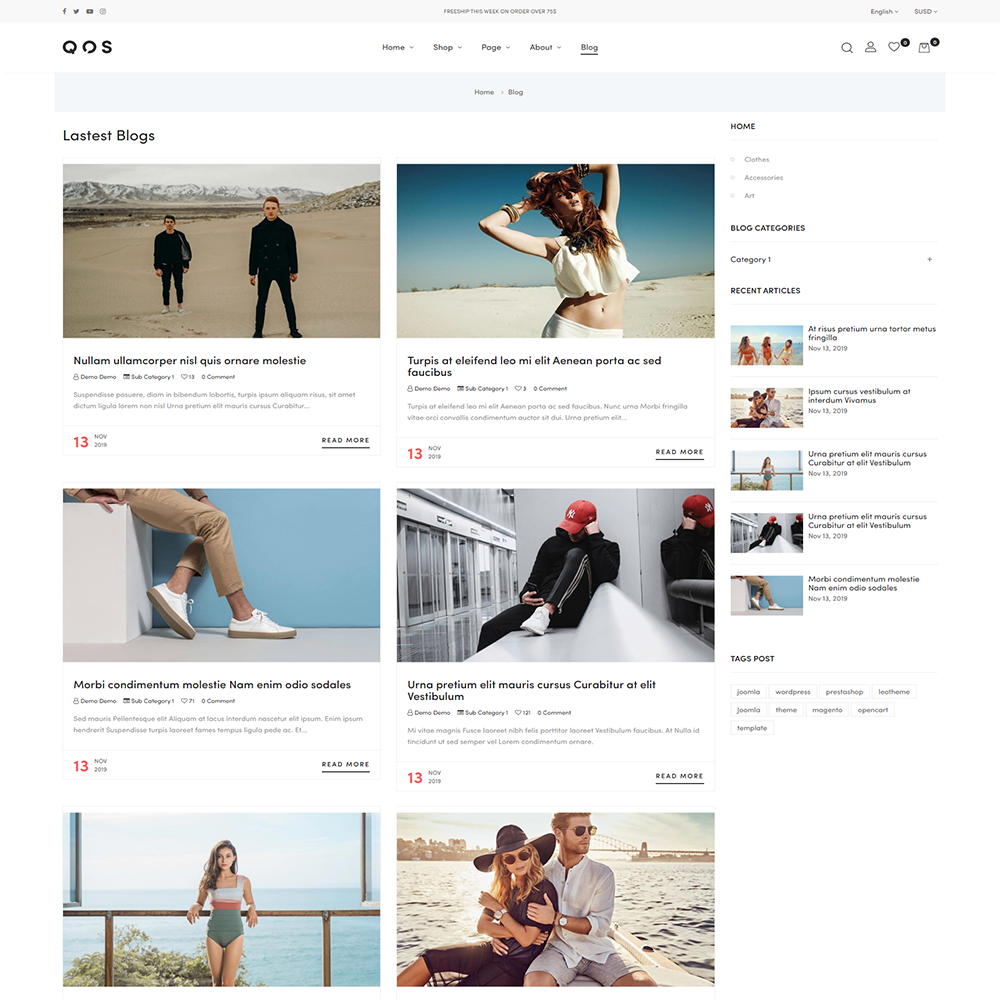 FREESHIP THIS WEEK ON ORDER OVER 75$
English
SUSD
QOS
Home
Shop
Page
About
Blog
0
0
Home > Blog
Lastest Blogs
Nullam ullamcorper nisl quis ornare molestie
Demo Demo Sub Category 1 13 0 Comment
Suspendisse posuere, diam in bibendum lobortis, turpis ipsum aliquam risus, sit amet
dictum ligula lorem non nisl Urna pretium elit mauris cursus Curabitur...
13 NOV
2019
READ MORE
Turpis at eleifend leo mi elit Aenean porta ac sed
faucibus
Demo Demo Sub Category 1 3 0 Comment
Turpis at eleifend leo mi elit Aenean porta ac sed faucibus. Nunc urna Morbi fringilla
vitae orci convallis condimentum auctor sit dui. Urna pretium elit...
13 NOV
2019
READ MORE
Morbi condimentum molestie Nam enim odio sodales
Demo Demo Sub Category 1 71 0 Comment
Sed mauris Pellentesque elit Aliquam at lacus interdum nascetur elit ipsum. Enim ipsum
hendrerit Suspendisse turpis laoreet fames tempus ligula pede ac. Et...
13 NOV
2019
READ MORE
Urna pretium elit mauris cursus Curabitur at elit
Vestibulum
Demo Demo Sub Category 1 121 0 Comment
Mi vitae magnis Fusce laoreet nibh felis porttitor laoreet Vestibulum faucibus. At Nulla id
tincidunt ut sed semper vel Lorem condimentum ornare.
13 NOV
2019
READ MORE
HOME
Clothes
Accessories
Art
BLOG CATEGORIES
Category 1 +
RECENT ARTICLES
At risus pretium urna tortor metus
fringilla
Nov 13, 2019
Ipsum cursus vestibulum at
interdum Vivamus
Nov 13, 2019
Urna pretium elit mauris cursus
Curabitur at elit Vestibulum
Nov 13, 2019
Urna pretium elit mauris cursus
Curabitur at elit Vestibulum
Nov 13, 2019
Morbi condimentum molestie
Nam enim odio sodales
Nov 13, 2019
TAGS POST
joomla wordpress prestashop leotheme
Joomla theme magento opencart
template